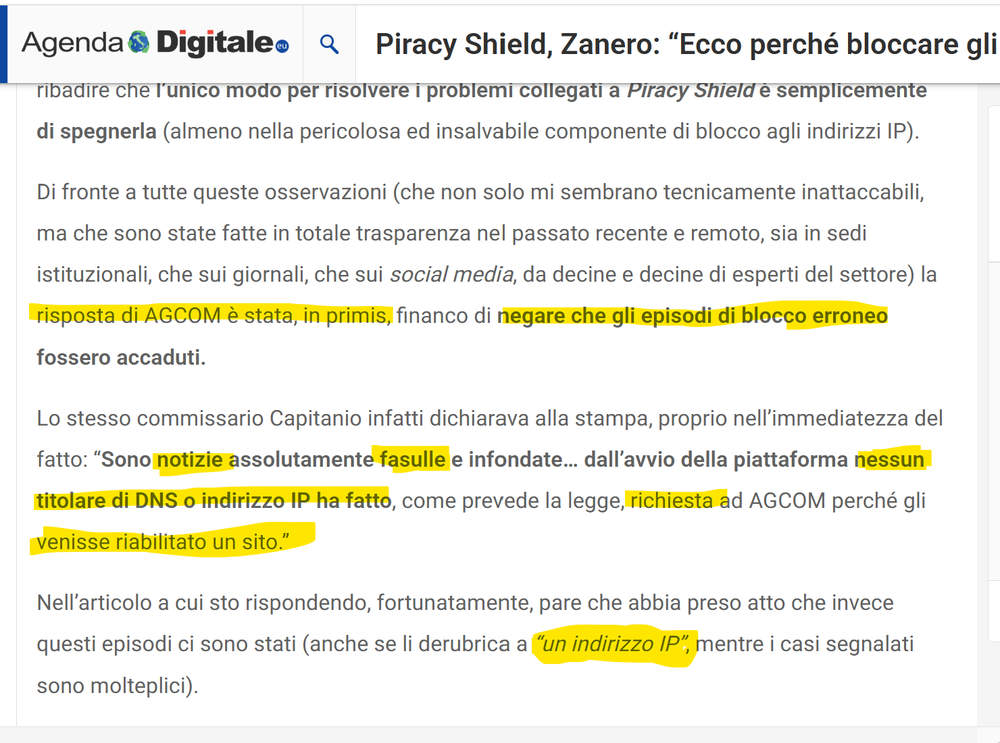 Agenda Digitale eu
Piracy Shield, Zanero: “Ecco perché bloccare gli
ribadire che l’unico modo per risolvere i problemi collegati a Piracy Shield è semplicemente
di spegnerla (almeno nella pericolosa ed insalvabile componente di blocco agli indirizzi IP).
Di fronte a tutte queste osservazioni (che non solo mi sembrano tecnicamente inattaccabili,
ma che sono state fatte in totale trasparenza nel passato recente e remoto, sia in sedi
istituzionali, che sui giornali, che sui social media, da decine e decine di esperti del settore) la
risposta di AGCOM è stata, in primis, financo di negare che gli episodi di blocco erroneo
fossero accaduti.
Lo stesso commissario Capitanio infatti dichiarava alla stampa, proprio nell’immediatezza del
fatto: “Sono notizie assolutamente fasulle e infondate… dall’avvio della piattaforma nessun
titolare di DNS o indirizzo IP ha fatto, come prevede la legge, richiesta ad AGCOM perché gli
venisse riabilitato un sito.”
Nell’articolo a cui sto rispondendo, fortunatamente, pare che abbia preso atto che invece
questi episodi ci sono stati (anche se li derubrica a “un indirizzo IP”, mentre i casi segnalati
sono molteplici).